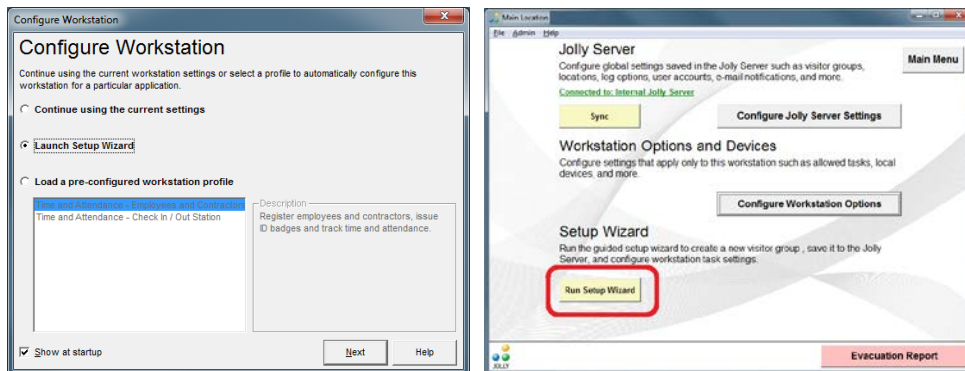 Configure Workstation
Configure Workstation
Continue using the current workstation settings or select a profile to automatically configure this
workstation for a particular application.
Continue using the current settings
Launch Setup Wizard
Load a pre-configured workstation profile
Time and Attendance - Employees and Contractors
Time and Attendance - Check In / Out Station
Description
Register employees and contractors, issue
ID badges and track time and attendance.
Show at startup
Next
Help
Main Location
File Admin Help
Jolly Server
Configure global settings saved in the Jolly Server such as visitor groups,
locations, log options, user accounts, e-mail notifications, and more.
Connected to: Internal Jolly Server
Main Menu
Sync
Configure Jolly Server Settings
Workstation Options and Devices
Configure settings that apply only to this workstation such as allowed tasks, local
devices, and more.
Configure Workstation Options
Setup Wizard
Run the guided setup wizard to create a new visitor group , save it to the Jolly
Server, and configure workstation task settings.
Run Setup Wizard
JOLLY
Evacuation Report